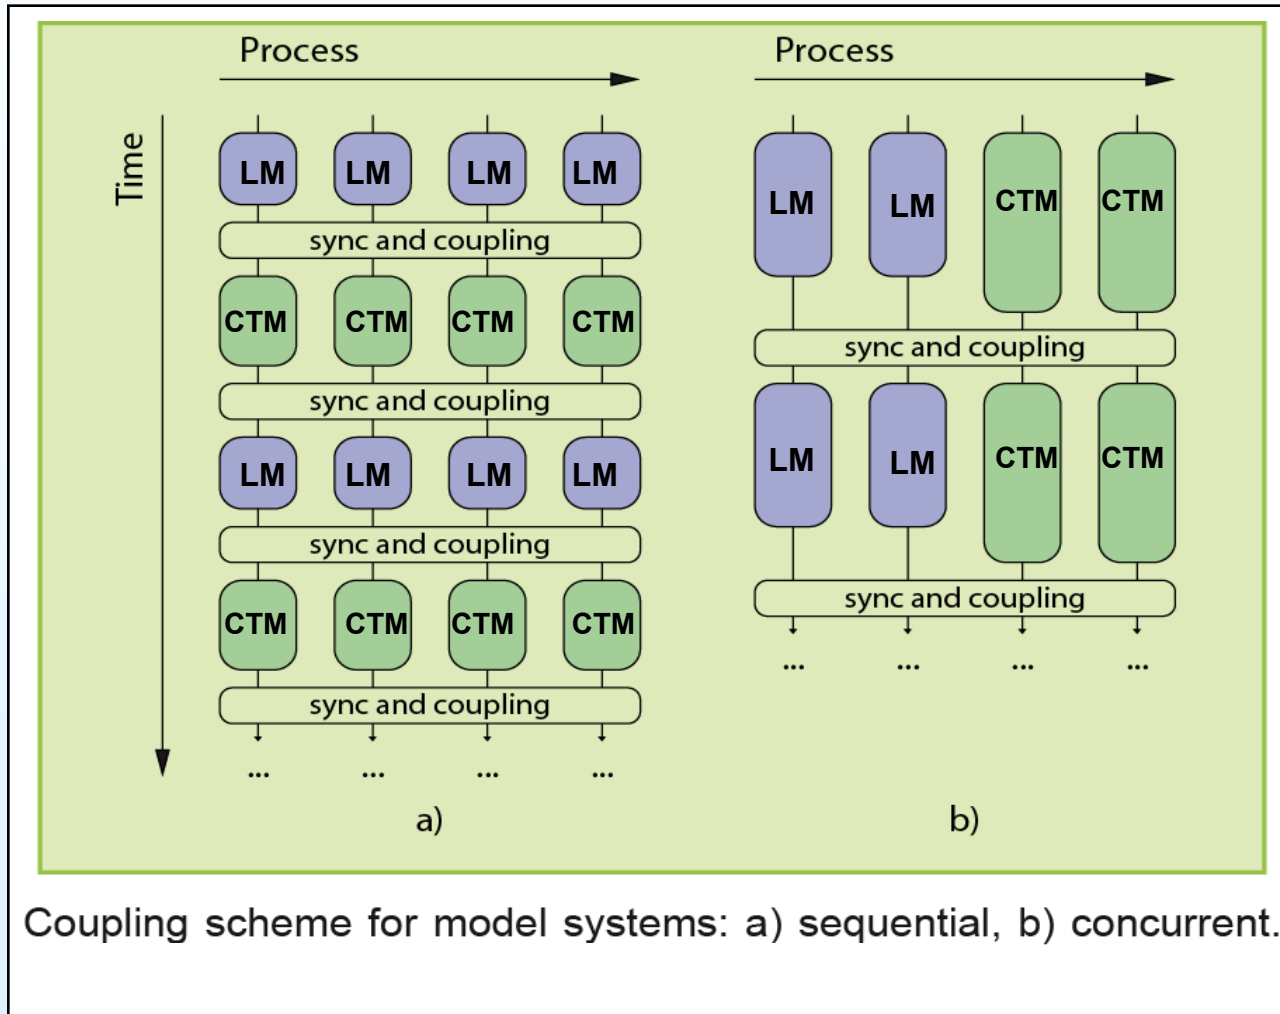 Process
Process
Time
LM LM LM LM
LM LM CTM CTM
sync and coupling
CTM CTM CTM CTM
sync and coupling
sync and coupling
LM LM LM LM
LM LM CTM CTM
sync and coupling
CTM CTM CTM CTM
sync and coupling
sync and coupling
... ... ... ...
... ... ... ...
a)
b)
Coupling scheme for model systems: a) sequential, b) concurrent.